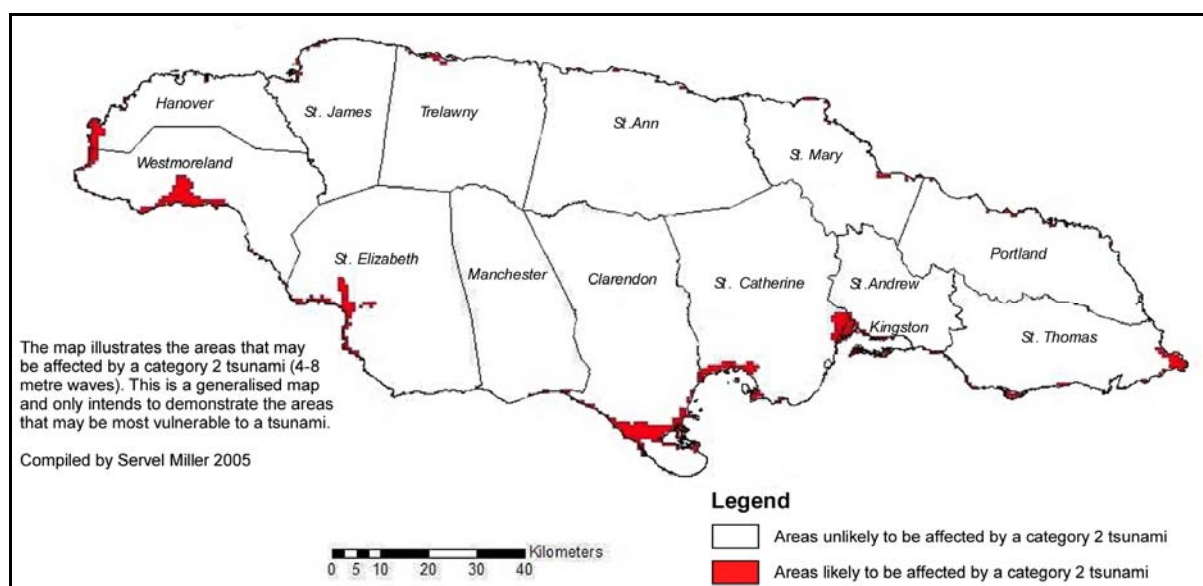 Hanover
St. James
Trelawny
St.Ann
St. Mary
Westmoreland
Portland
St. Elizabeth
Manchester
Clarendon
St. Catherine
St.Andrew
Kingston
St. Thomas
The map illustrates the areas that may
be affected by a category 2 tsunami (4-8
metre waves). This is a generalised map
and only intends to demonstrate the areas
that may be most vulnerable to a tsunami.
Compiled by Servel Miller 2005
Legend
Areas unlikely to be affected by a category 2 tsunami
Areas likely to be affected by a category 2 tsunami
Kilometers
0 5 10 20 30 40